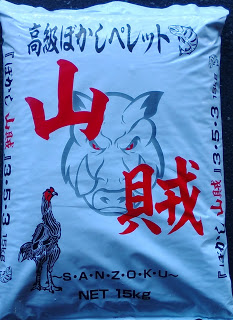 高級ぼかしペレット
山賊
『ぼかし 山賊 』 3・5・3 15kg
『ぼかし 山賊 』 3・5・3 15kg
～S・A・N・Z・O・K・U～
NET 15kg